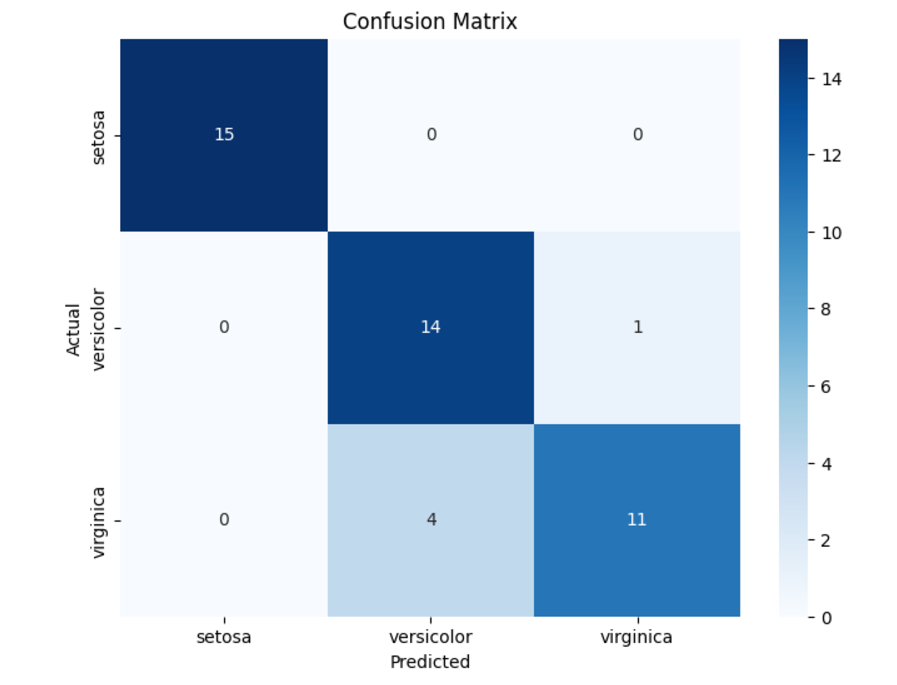 Confusion Matrix
setosa
15
0
0
14
12
10
Actual
versicolor
0
14
1
8
6
virginica
0
4
11
4
2
0
setosa
versicolor
virginica
Predicted